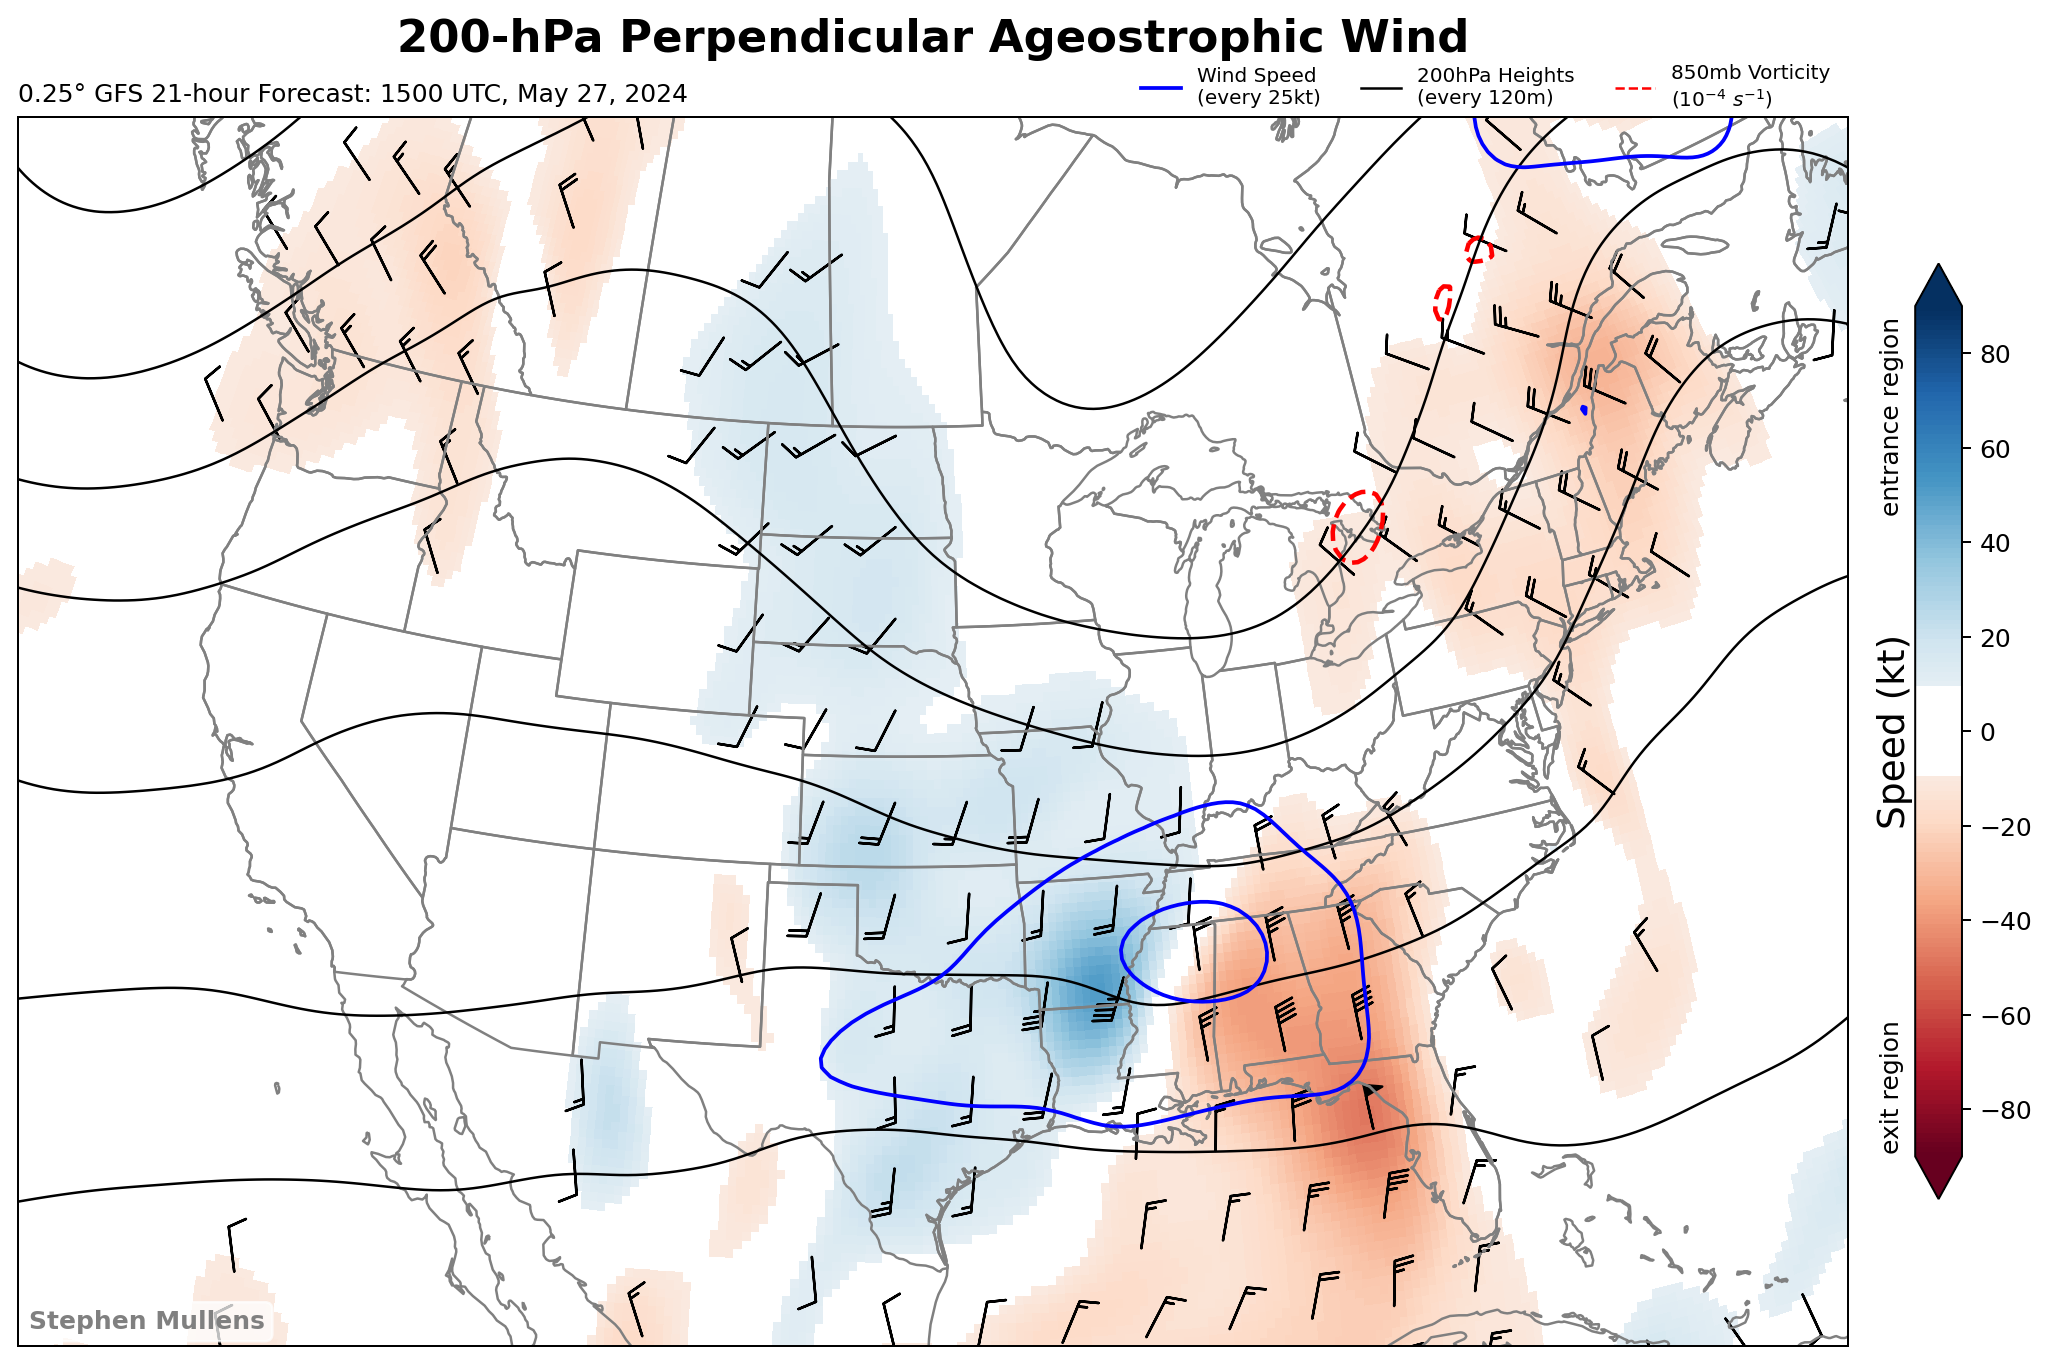 200-hPa Perpendicular Ageostrophic Wind
0.25° GFS 21-hour Forecast: 1500 UTC, May 27, 2024
Wind Speed
(every 25kt)
200hPa Heights
(every 120m)
850mb Vorticity
(10⁻⁴ s⁻¹)
entrance region
Speed (kt)
exit region
80
60
40
20
0
−20
−40
−60
−80
Stephen Mullens